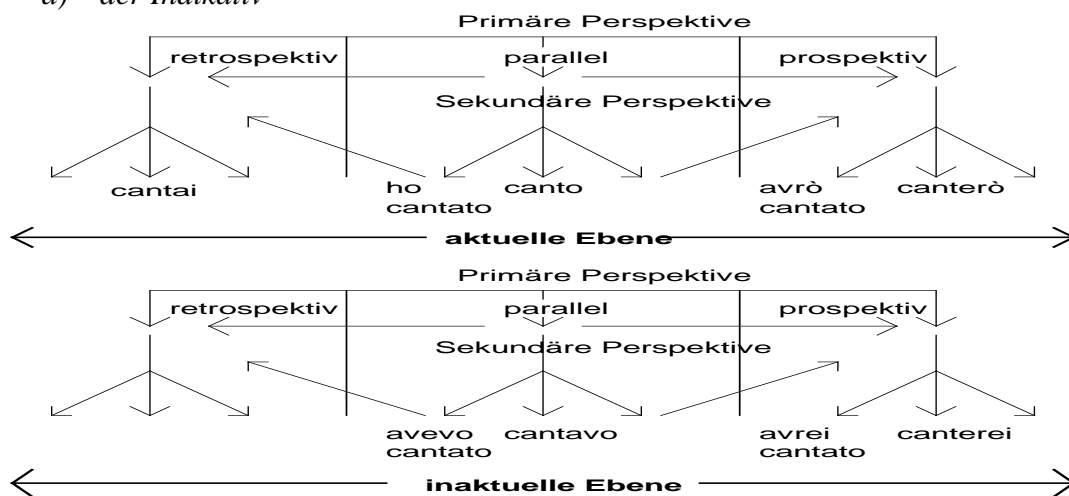 a) der Indikativ
Primäre Perspektive
retrospektiv parallel prospektiv
Sekundäre Perspektive
cantai ho cantato canto avrò cantato canterò
aktuelle Ebene
Primäre Perspektive
retrospektiv parallel prospektiv
Sekundäre Perspektive
avevo cantato cantavo avrei cantato canterei
inaktuelle Ebene